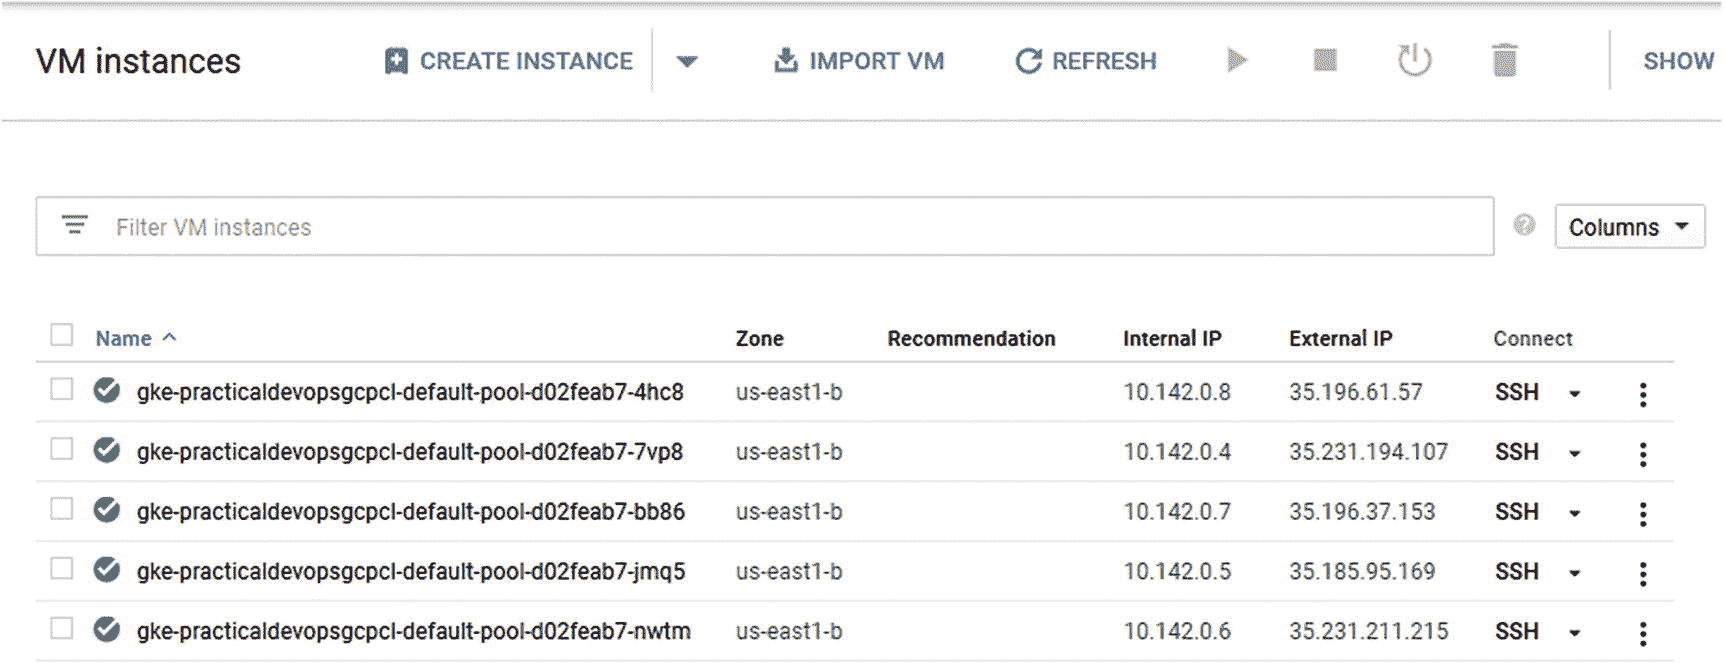 VM instances CREATE INSTANCE IMPORT VM REFRESH SHOW
Filter VM instances ? Columns
Name Zone Recommendation Internal IP External IP Connect
gke-practicaldevopsgcpcl-default-pool-d02feab7-4hc8 us-east1-b 10.142.0.8 35.196.61.57 SSH
gke-practicaldevopsgcpcl-default-pool-d02feab7-7vp8 us-east1-b 10.142.0.4 35.231.194.107 SSH
gke-practicaldevopsgcpcl-default-pool-d02feab7-bb86 us-east1-b 10.142.0.7 35.196.37.153 SSH
gke-practicaldevopsgcpcl-default-pool-d02feab7-jmq5 us-east1-b 10.142.0.5 35.185.95.169 SSH
gke-practicaldevopsgcpcl-default-pool-d02feab7-nwtm us-east1-b 10.142.0.6 35.231.211.215 SSH